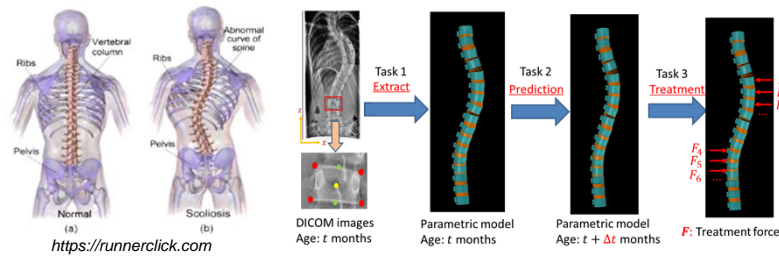 Ribs
Vertebral
column
Pelvis
Normal
(a)
Ribs
Abnormal
curve of
spine
Pelvis
Scoliosis
(b)
https://runnerclick.com
z
x
DICOM images
Age: t months
Task 1
Extract
Parametric model
Age: t months
Task 2
Prediction
Parametric model
Age: t + Δt months
Task 3
Treatment
...
F4
F5
F6
...
F: Treatment force